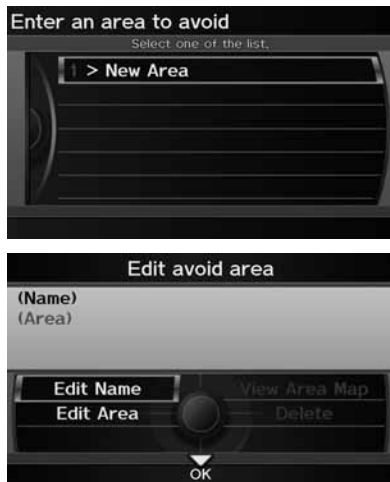 Enter an area to avoid
Select one of the list.
1 > New Area
Edit avoid area
(Name)
(Area)
Edit Name
View Area Map
Edit Area
Delete
OK